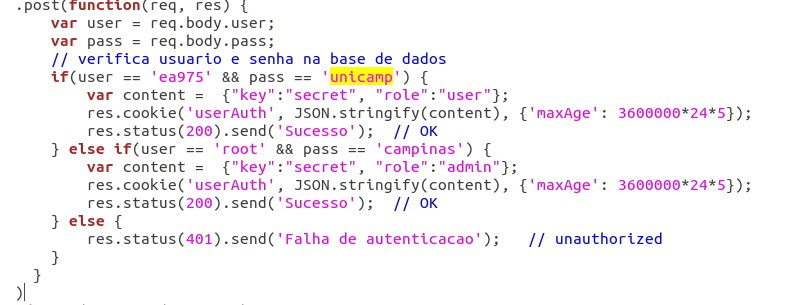 .post(function(req, res) {
var user = req.body.user;
var pass = req.body.pass;
// verifica usuario e senha na base de dados
if(user == 'ea975' && pass == 'unicamp') {
var content =  {"key":"secret", "role":"user"};
res.cookie('userAuth', JSON.stringify(content), {'maxAge': 3600000*24*5});
res.status(200).send('Sucesso');  // OK
} else if(user == 'root' && pass == 'campinas') {
var content =  {"key":"secret", "role":"admin"};
res.cookie('userAuth', JSON.stringify(content), {'maxAge': 3600000*24*5});
res.status(200).send('Sucesso');  // OK
} else {
res.status(401).send('Falha de autenticacao');   // unauthorized
}
}
)